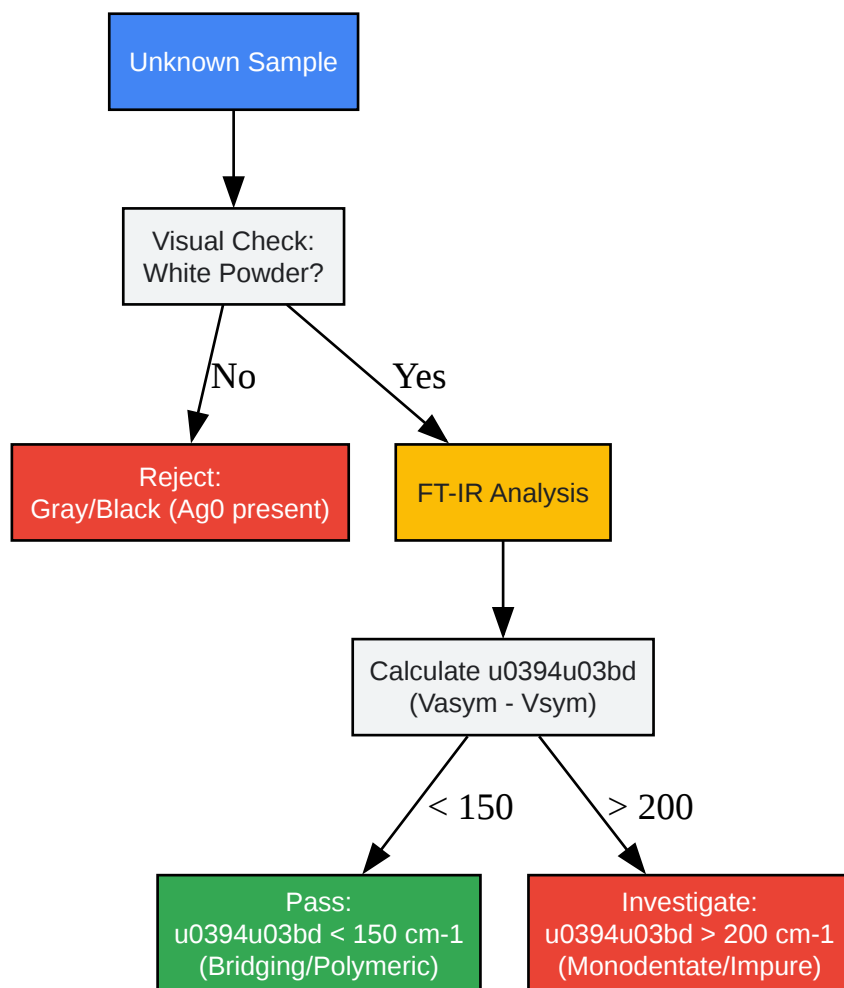 Unknown Sample
Visual Check:
White Powder?
No
Yes
Reject:
Gray/Black (Ag0 present)
FT-IR Analysis
Calculate u0394u03bd
(Vasym - Vsym)
< 150
> 200
Pass:
u0394u03bd < 150 cm-1
(Bridging/Polymeric)
Investigate:
u0394u03bd > 200 cm-1
(Monodentate/Impure)